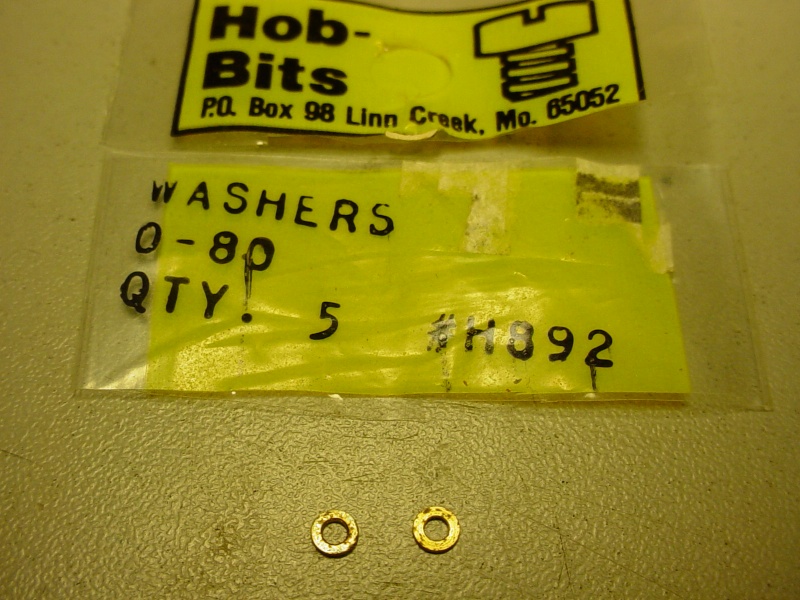 Hob-
Bits
P.O. Box 98 Linn Creek, Mo. 65052
WASHERS
0-80
QTY. 5 #H892